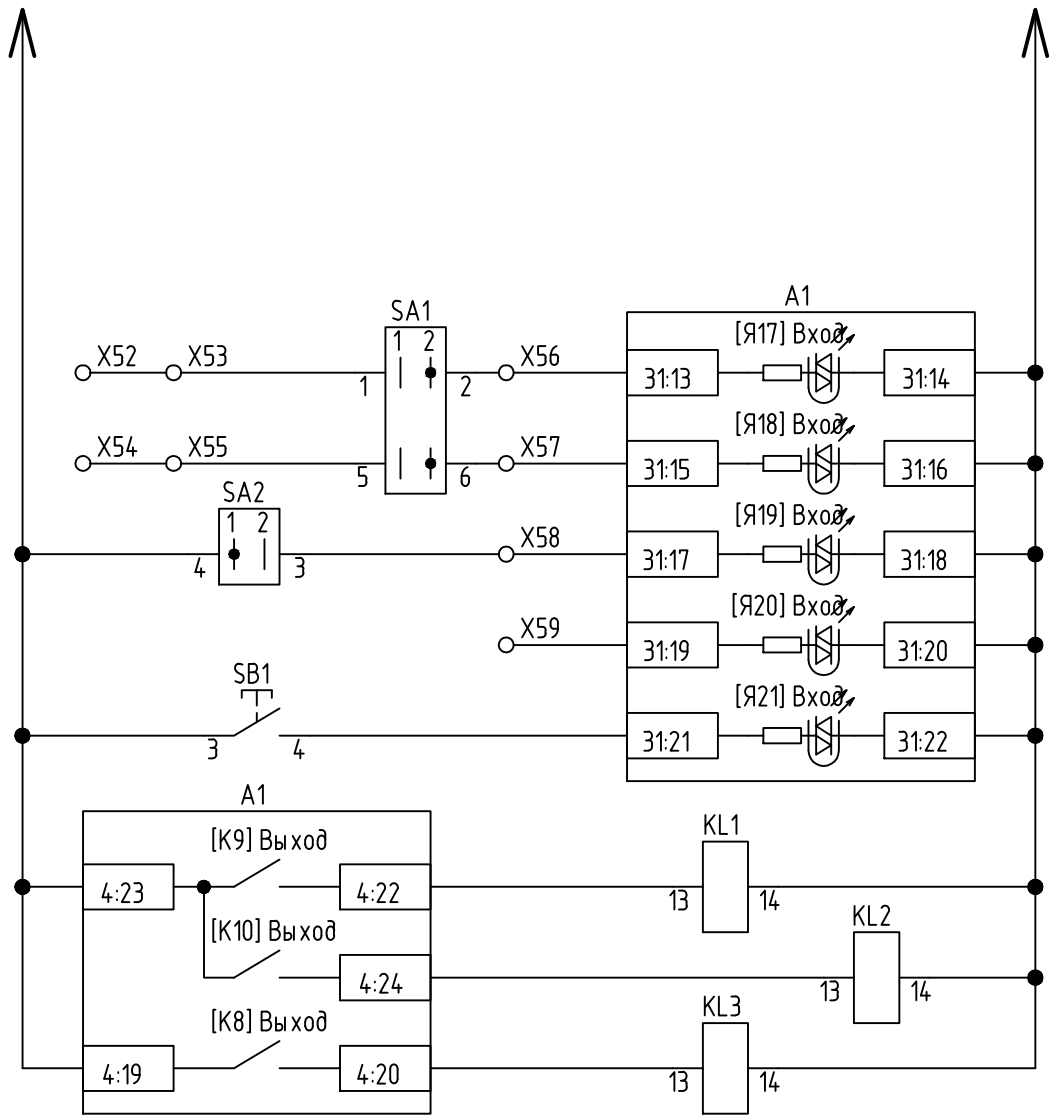 A1
SA1
[Я17] Вход
1 2
X52 X53 X56
1 2 31:13 31:14
[Я18] Вход
X54 X55 X57
5 6 31:15 31:16
SA2
[Я19] Вход
1 2
X58
4 3 31:17 31:18
[Я20] Вход
X59
31:19 31:20
SB1
[Я21] Вход
3 4 31:21 31:22
A1
KL1
[К9] Выход
4:23 4:22 13 14
KL2
[К10] Выход
4:24 13 14
KL3
[К8] Выход
4:19 4:20 13 14